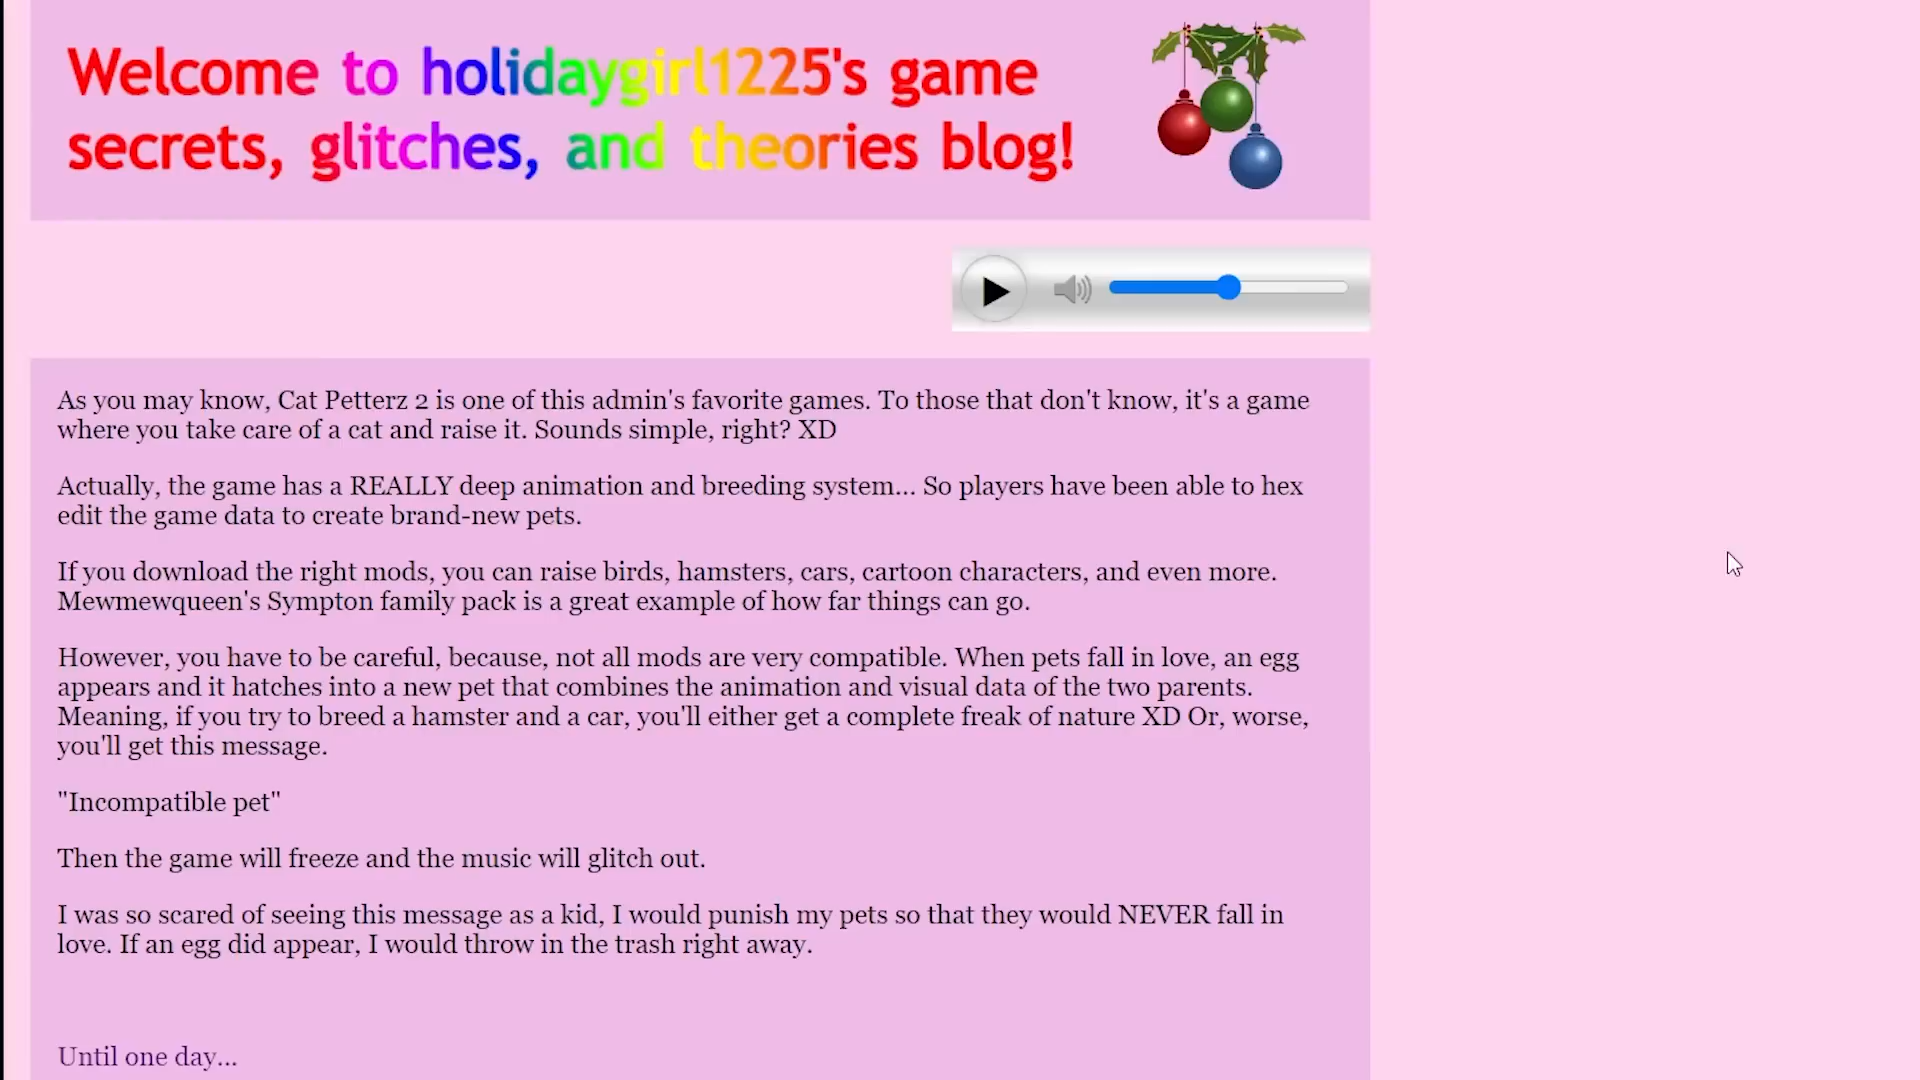 Welcome to holidaygirl1225's game
secrets, glitches, and theories blog!
As you may know, Cat Petterz 2 is one of this admin's favorite games. To those that don't know, it's a game
where you take care of a cat and raise it. Sounds simple, right? XD
Actually, the game has a REALLY deep animation and breeding system... So players have been able to hex
edit the game data to create brand-new pets.
If you download the right mods, you can raise birds, hamsters, cars, cartoon characters, and even more.
Mewmewqueen's Sympton family pack is a great example of how far things can go.
However, you have to be careful, because, not all mods are very compatible. When pets fall in love, an egg
appears and it hatches into a new pet that combines the animation and visual data of the two parents.
Meaning, if you try to breed a hamster and a car, you'll either get a complete freak of nature XD Or, worse,
you'll get this message.
"Incompatible pet"
Then the game will freeze and the music will glitch out.
I was so scared of seeing this message as a kid, I would punish my pets so that they would NEVER fall in
love. If an egg did appear, I would throw in the trash right away.
Until one day...